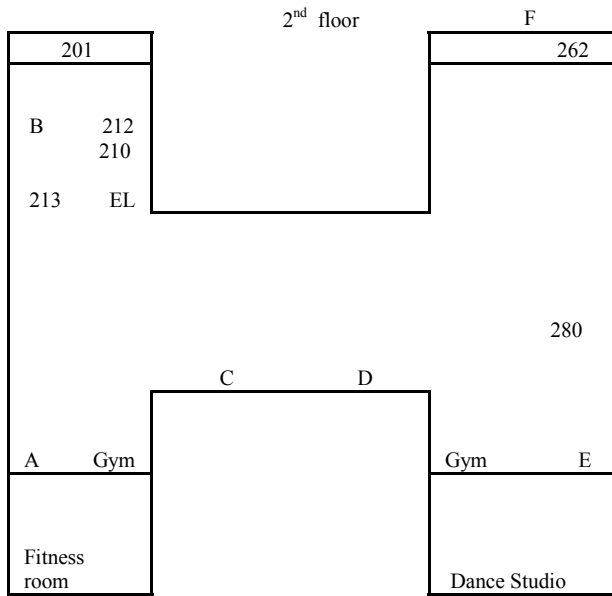 2nd floor F
201 262
B 212
210
213 EL
280
C D
A Gym Gym E
Fitness
room Dance Studio